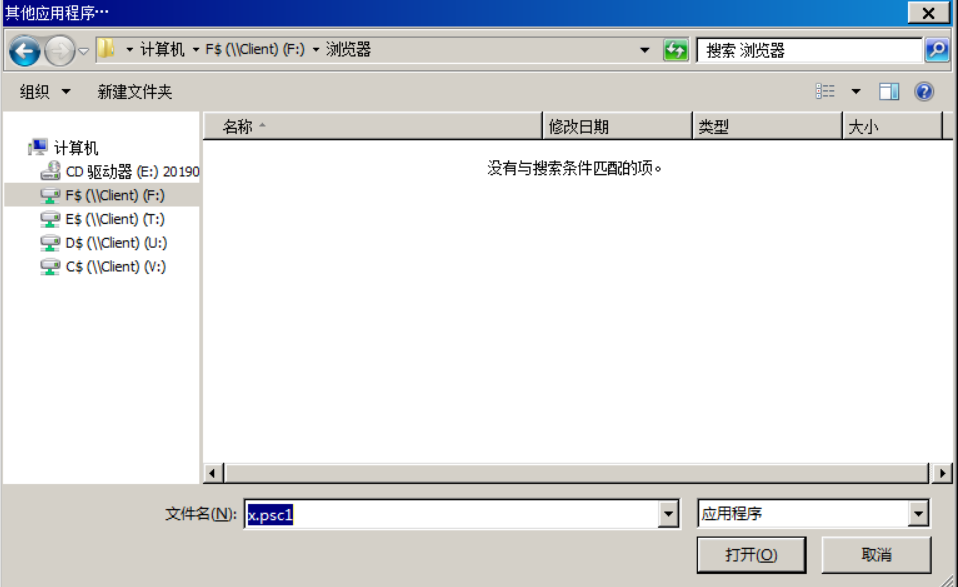 其他应用程序…
计算机 F$ (\\Client) (F:) 浏览器
搜索 浏览器
组织 新建文件夹
名称 修改日期 类型 大小
没有与搜索条件匹配的项。
计算机
CD 驱动器 (E:) 20190
F$ (\\Client) (F:)
E$ (\\Client) (T:)
D$ (\\Client) (U:)
C$ (\\Client) (V:)
文件名(N): x.psc1 应用程序
打开(O) 取消